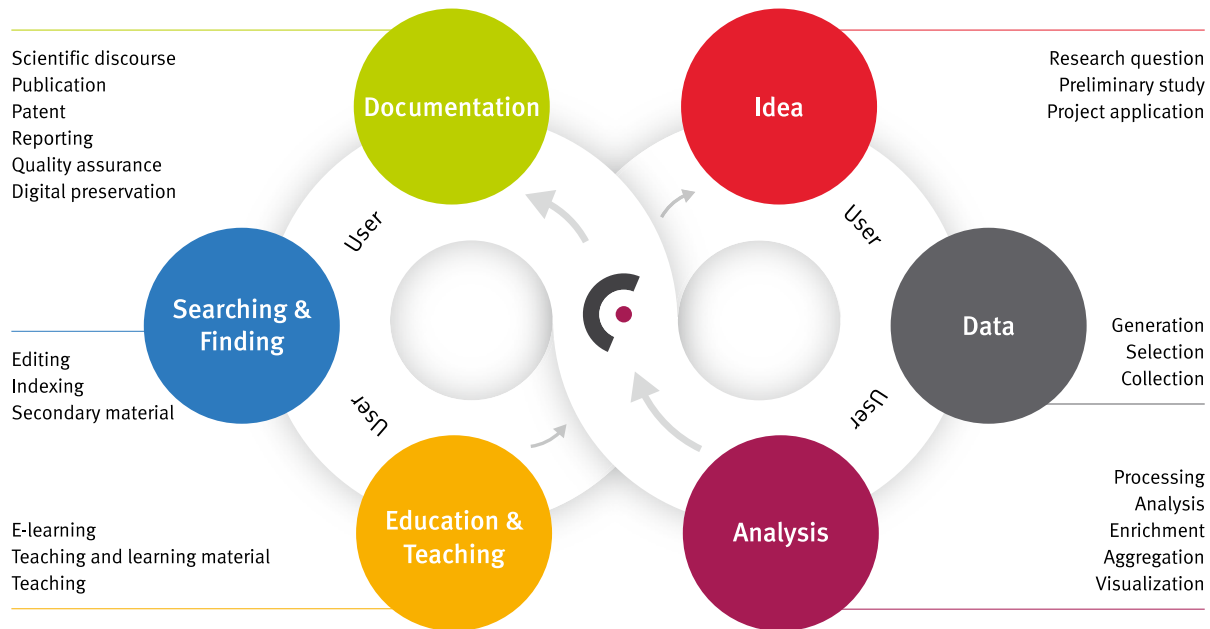 Scientific discourse
Publication
Patent
Reporting
Quality assurance
Digital preservation
Documentation
Idea
Research question
Preliminary study
Project application
User
User
Searching &
Finding
Data
Editing
Indexing
Secondary material
Generation
Selection
Collection
User
User
E-learning
Teaching and learning material
Teaching
Education &
Teaching
Analysis
Processing
Analysis
Enrichment
Aggregation
Visualization